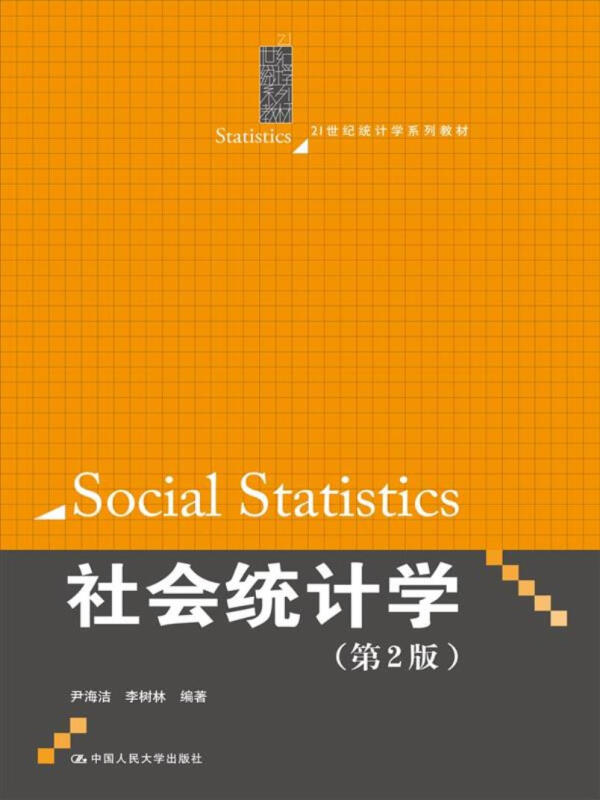 21
世纪
统计学
系列
教材
Statistics
21世纪统计学系列教材
Social Statistics
社会统计学
（第2版）
尹海洁 李树林 编著
中国人民大学出版社